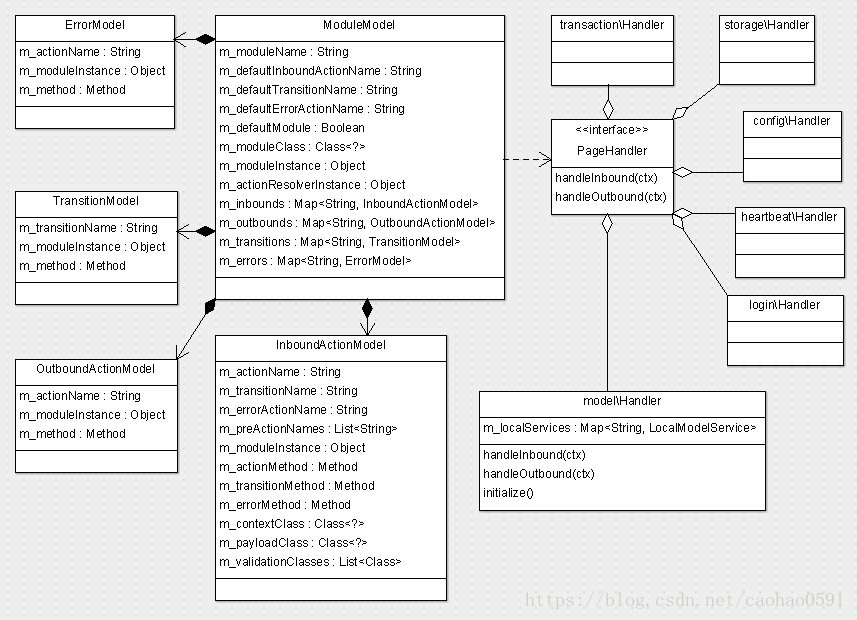 ErrorModel
m_actionName : String
m_moduleInstance : Object
m_method : Method
ModuleModel
m_moduleName : String
m_defaultInboundActionName : String
m_defaultTransitionName : String
m_defaultErrorActionName : String
m_defaultModule : Boolean
m_moduleClass : Class<?>
m_moduleInstance : Object
m_actionResolverInstance : Object
m_inbounds : Map<String, InboundActionModel>
m_outbounds : Map<String, OutboundActionModel>
m_transitions : Map<String, TransitionModel>
m_errors : Map<String, ErrorModel>
transaction\Handler
storage\Handler
<<interface>>
PageHandler
handleInbound(ctx)
handleOutbound(ctx)
config\Handler
TransitionModel
m_transitionName : String
m_moduleInstance : Object
m_method : Method
heartbeat\Handler
login\Handler
OutboundActionModel
m_actionName : String
m_moduleInstance : Object
m_method : Method
InboundActionModel
m_actionName : String
m_transitionName : String
m_errorActionName : String
m_preActionNames : List<String>
m_moduleInstance : Object
m_actionMethod : Method
m_transitionMethod : Method
m_errorMethod : Method
m_contextClass : Class<?>
m_payloadClass : Class<?>
m_validationClasses : List<Class>
model\Handler
m_localServices : Map<String, LocalModelService>
handleInbound(ctx)
handleOutbound(ctx)
initialize()
https://blog.csdn.net/caohao0591